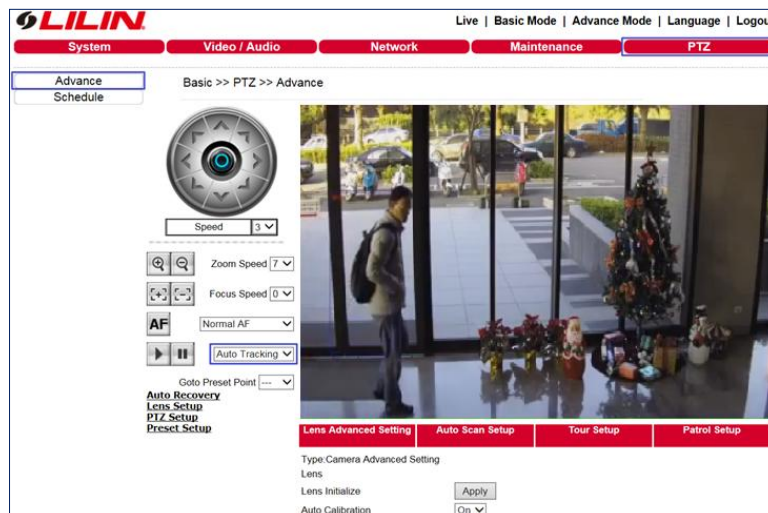 LILIN
Live | Basic Mode | Advance Mode | Language | Logou
System Video / Audio Network Maintenance PTZ
Advance
Schedule
Basic >> PTZ >> Advance
Speed 3
Zoom Speed 7
Focus Speed 0
AF Normal AF
Auto Tracking
Goto Preset Point ---
Auto Recovery
Lens Setup
PTZ Setup
Preset Setup
Lens Advanced Setting Auto Scan Setup Tour Setup Patrol Setup
Type:Camera Advanced Setting
Lens
Lens Initialize Apply
Auto Calibration On